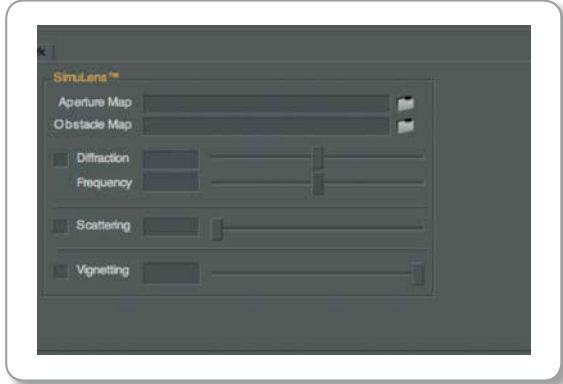 SimuLens™
Aperture Map
Obstacle Map
Diffraction
Frequency
Scattering
Vignetting